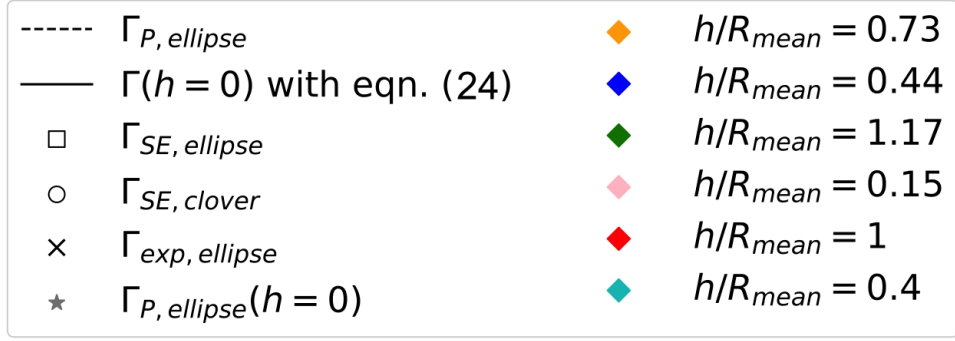 Γ_{P, ellipse}
Γ(h = 0) with eqn. (24)
Γ_{SE, ellipse}
Γ_{SE, clover}
Γ_{exp, ellipse}
Γ_{P, ellipse}(h = 0)
h/R_{mean} = 0.73
h/R_{mean} = 0.44
h/R_{mean} = 1.17
h/R_{mean} = 0.15
h/R_{mean} = 1
h/R_{mean} = 0.4